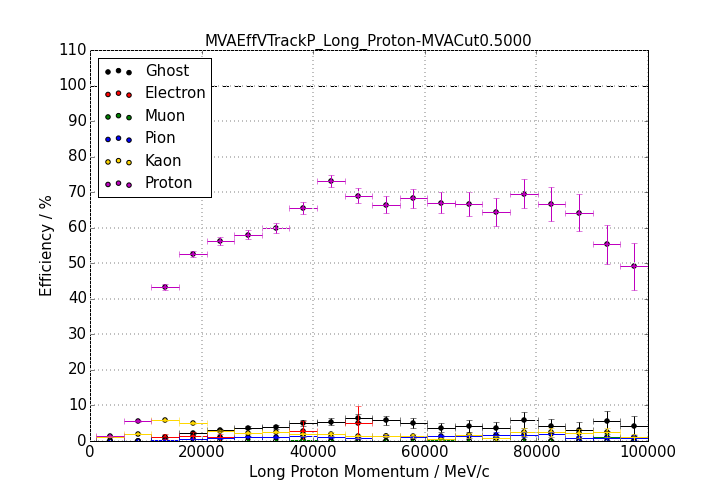 MVAEffVTrackP_Long_Proton-MVACut0.5000
110
100
90
80
70
60
50
40
30
20
10
0
Efficiency / %
Ghost
Electron
Muon
Pion
Kaon
Proton
0 20000 40000 60000 80000 100000
Long Proton Momentum / MeV/c